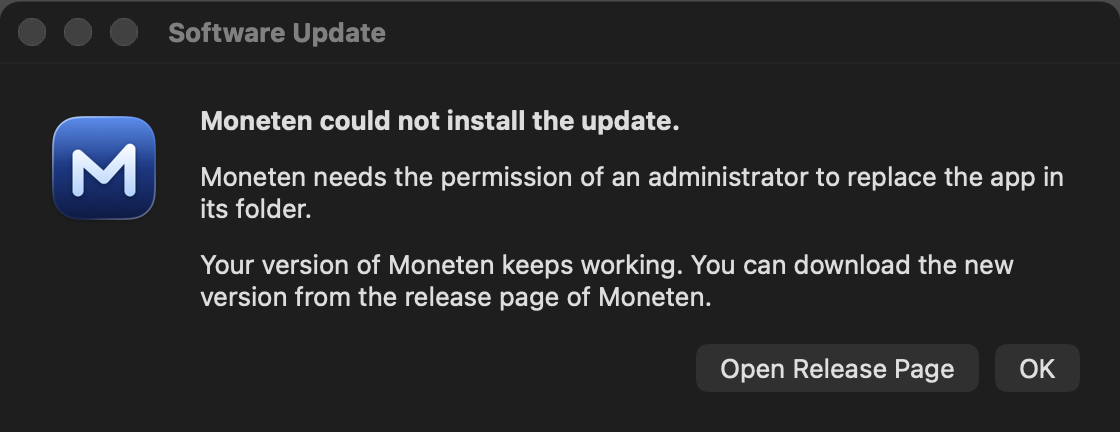 Software Update
M
Moneten could not install the update.
Moneten needs the permission of an administrator to replace the app in
its folder.
Your version of Moneten keeps working. You can download the new
version from the release page of Moneten.
Open Release Page
OK